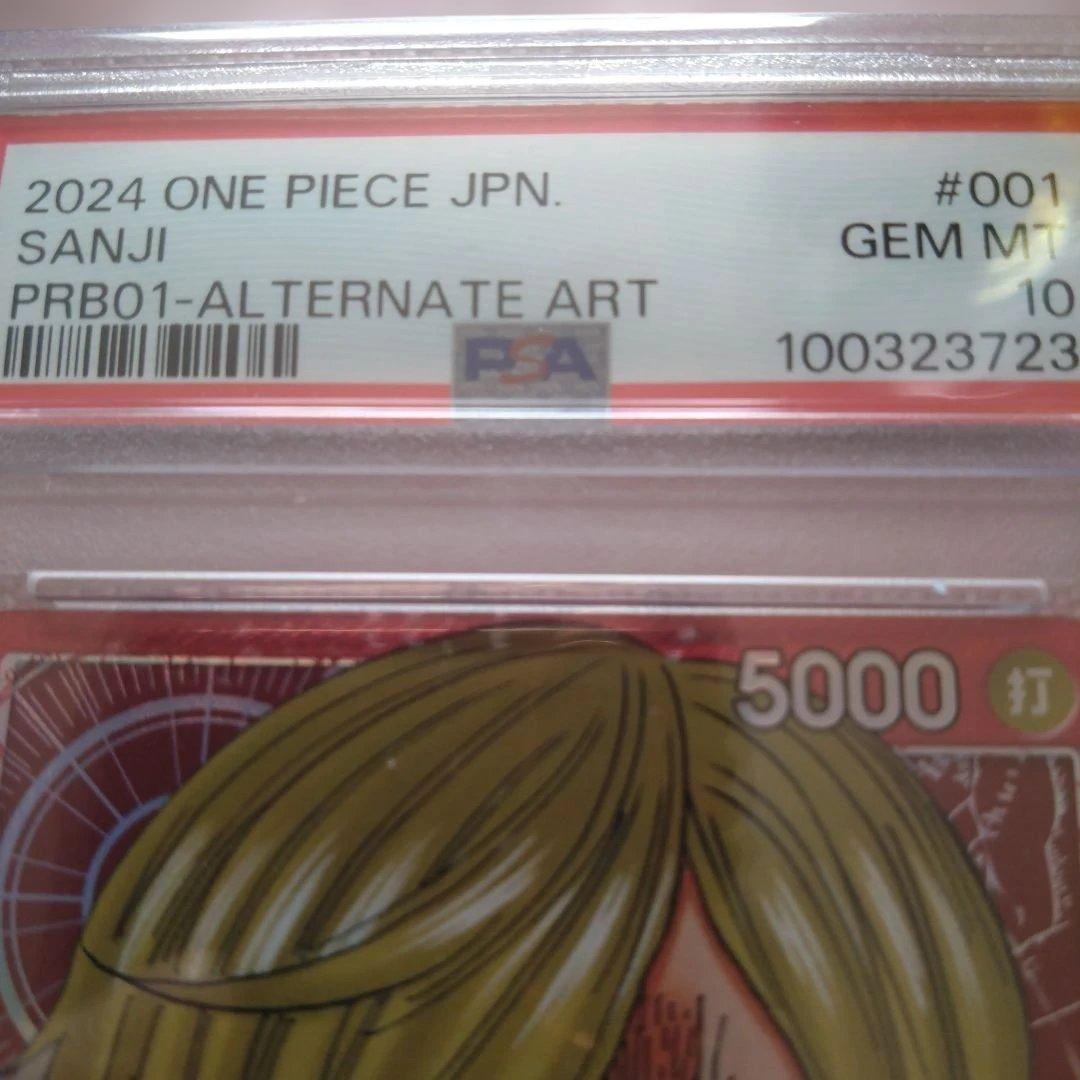 2024 ONE PIECE JPN. #001
SANJI GEM MT
PRB01-ALTERNATE ART 10
PSA 100323723
5000 打